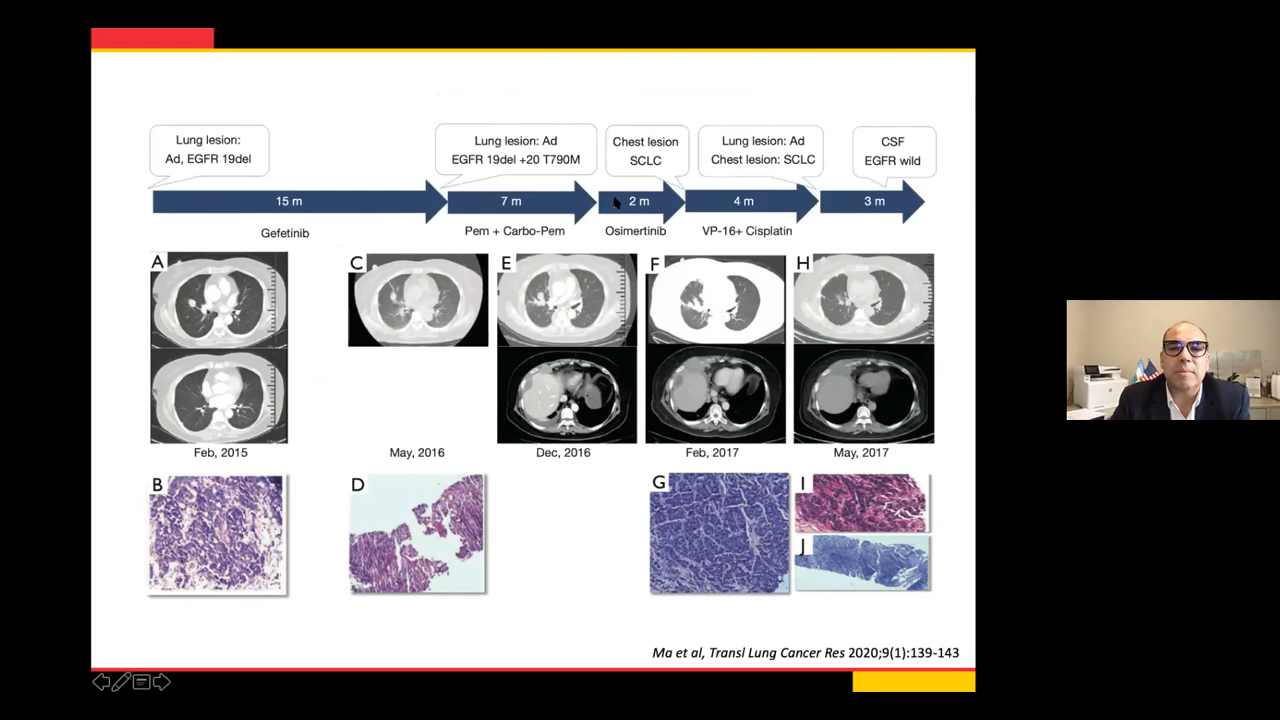 Lung lesion:
Ad, EGFR 19del
Lung lesion: Ad
EGFR 19del +20 T790M
Chest lesion
SCLC
Lung lesion: Ad
Chest lesion: SCLC
CSF
EGFR wild
15 m
7 m
2 m
4 m
3 m
Gefetinib
Pem + Carbo-Pem
Osimertinib
VP-16+ Cisplatin
A
C
E
F
H
Feb, 2015
May, 2016
Dec, 2016
Feb, 2017
May, 2017
B
D
G
I
J
Ma et al, Transl Lung Cancer Res 2020;9(1):139-143